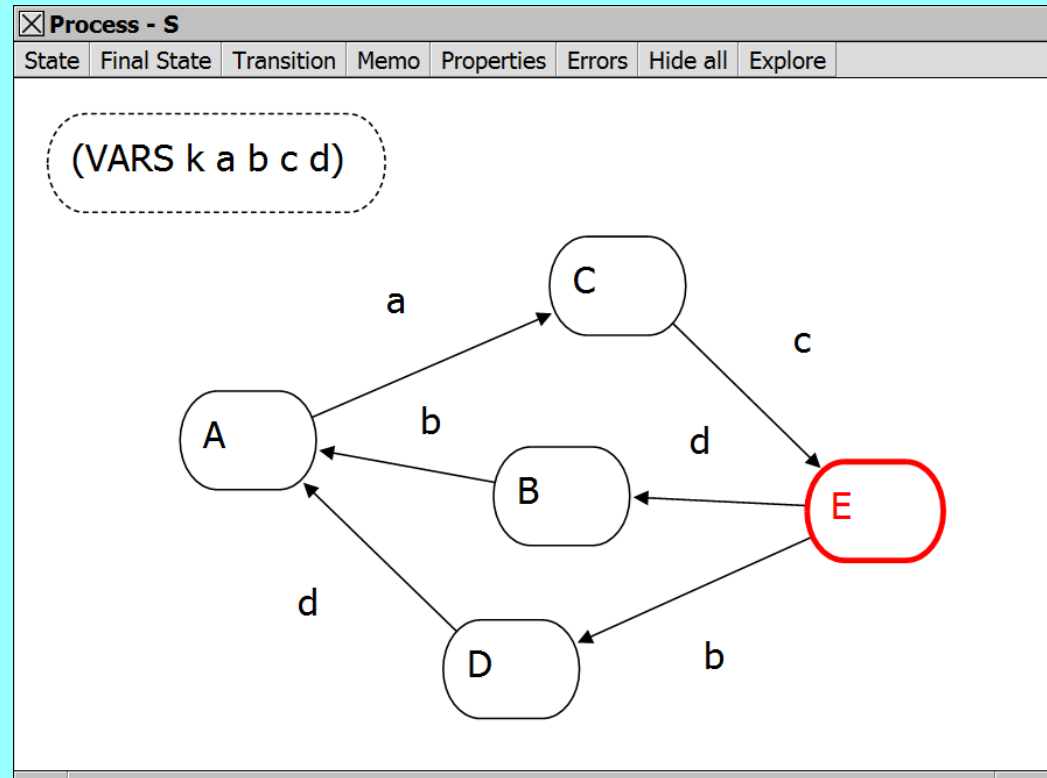 Process - S
State Final State Transition Memo Properties Errors Hide all Explore
(VARS k a b c d)
C
a
c
A
b
d
B
E
d
D
b